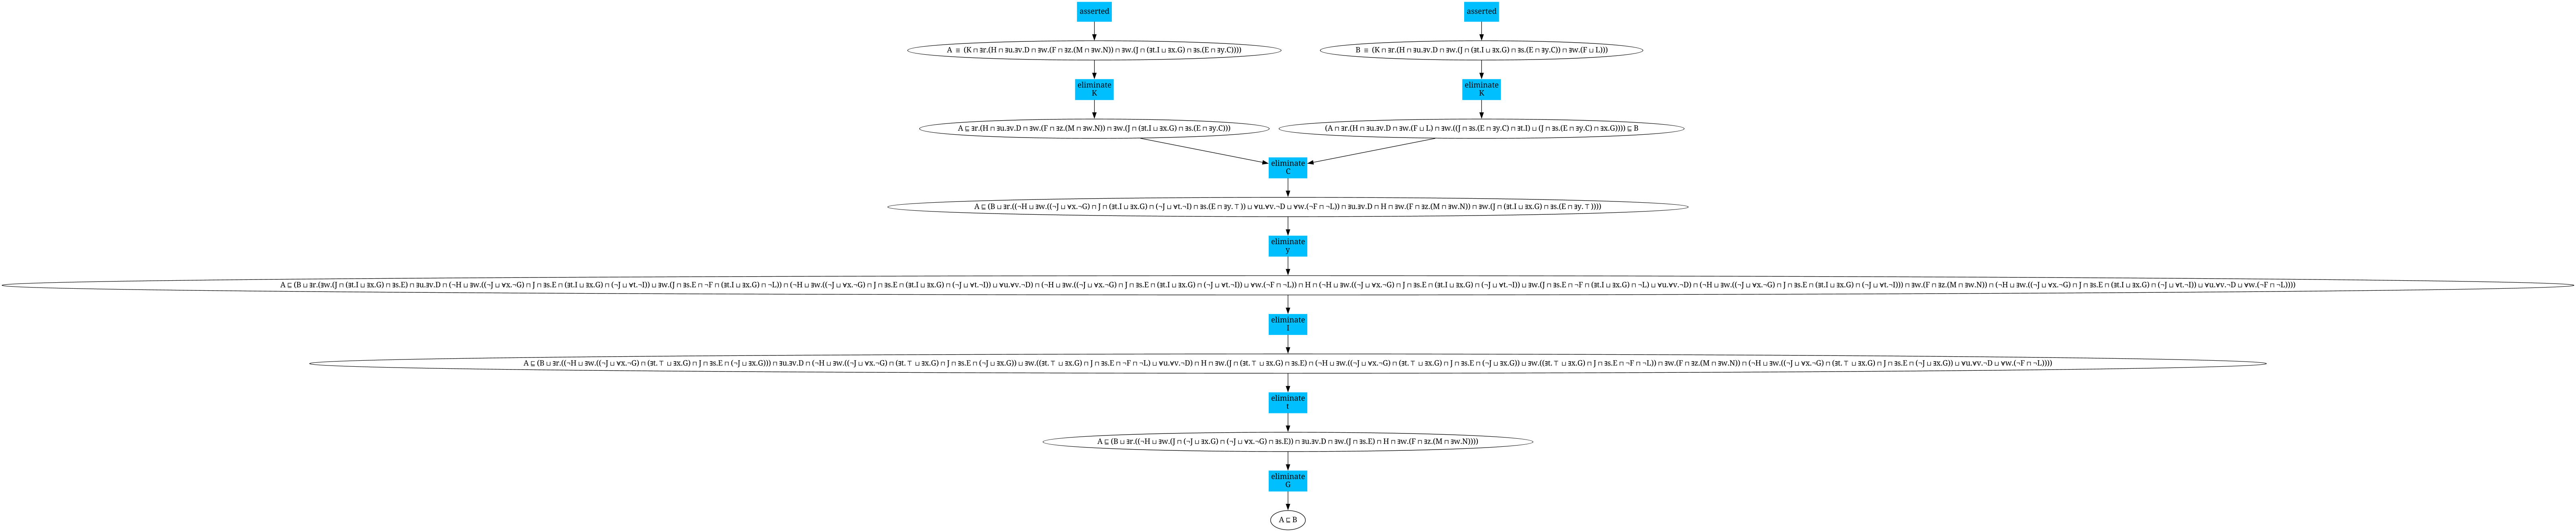 asserted
asserted
A ≡ (K ⊓ ∃r.(H ⊓ ∃u.∃v.D ⊓ ∃w.(F ⊓ ∃z.(M ⊓ ∃w.N)) ⊓ ∃w.(J ⊓ (∃t.I ⊔ ∃x.G) ⊓ ∃s.(E ⊓ ∃y.C))))
B ≡ (K ⊓ ∃r.(H ⊓ ∃u.∃v.D ⊓ ∃w.(J ⊓ (∃t.I ⊔ ∃x.G) ⊓ ∃s.(E ⊓ ∃y.C)) ⊓ ∃w.(F ⊔ L)))
eliminate
K
eliminate
K
A ⊑ ∃r.(H ⊓ ∃u.∃v.D ⊓ ∃w.(F ⊓ ∃z.(M ⊓ ∃w.N)) ⊓ ∃w.(J ⊓ (∃t.I ⊔ ∃x.G) ⊓ ∃s.(E ⊓ ∃y.C)))
(A ⊓ ∃r.(H ⊓ ∃u.∃v.D ⊓ ∃w.(F ⊔ L) ⊓ ∃w.((J ⊓ ∃s.(E ⊓ ∃y.C) ⊓ ∃t.I) ⊔ (J ⊓ ∃s.(E ⊓ ∃y.C) ⊓ ∃x.G)))) ⊑ B
eliminate
C
A ⊑ (B ⊔ ∃r.((¬H ⊔ ∃w.((¬J ⊔ ∀x.¬G) ⊓ J ⊓ (∃t.I ⊔ ∃x.G) ⊓ (¬J ⊔ ∀t.¬I) ⊓ ∃s.(E ⊓ ∃y.⊤)) ⊔ ∀u.∀v.¬D ⊔ ∀w.(¬F ⊓ ¬L)) ⊓ ∃u.∃v.D ⊓ H ⊓ ∃w.(F ⊓ ∃z.(M ⊓ ∃w.N)) ⊓ ∃w.(J ⊓ (∃t.I ⊔ ∃x.G) ⊓ ∃s.(E ⊓ ∃y.⊤))))
eliminate
y
A ⊑ (B ⊔ ∃r.(∃w.(J ⊓ (∃t.I ⊔ ∃x.G) ⊓ ∃s.E) ⊓ ∃u.∃v.D ⊓ (¬H ⊔ ∃w.((¬J ⊔ ∀x.¬G) ⊓ J ⊓ ∃s.E ⊓ (∃t.I ⊔ ∃x.G) ⊓ (¬J ⊔ ∀t.¬I)) ⊔ ∃w.(J ⊓ ∃s.E ⊓ ¬F ⊓ (∃t.I ⊔ ∃x.G) ⊓ ¬L)) ⊓ (¬H ⊔ ∃w.((¬J ⊔ ∀x.¬G) ⊓ J ⊓ ∃s.E ⊓ (∃t.I ⊔ ∃x.G) ⊓ (¬J ⊔ ∀t.¬I)) ⊔ ∀u.∀v.¬D) ⊓ (¬H ⊔ ∃w.((¬J ⊔ ∀x.¬G) ⊓ J ⊓ ∃s.E ⊓ (∃t.I ⊔ ∃x.G) ⊓ (¬J ⊔ ∀t.¬I)) ⊔ ∀w.(¬F ⊓ ¬L)) ⊓ H ⊓ (¬H ⊔ ∃w.((¬J ⊔ ∀x.¬G) ⊓ J ⊓ ∃s.E ⊓ (∃t.I ⊔ ∃x.G) ⊓ (¬J ⊔ ∀t.¬I)) ⊔ ∃w.(J ⊓ ∃s.E ⊓ ¬F ⊓ (∃t.I ⊔ ∃x.G) ⊓ ¬L) ⊔ ∀u.∀v.¬D) ⊓ (¬H ⊔ ∃w.((¬J ⊔ ∀x.¬G) ⊓ J ⊓ ∃s.E ⊓ (∃t.I ⊔ ∃x.G) ⊓ (¬J ⊔ ∀t.¬I))) ⊓ ∃w.(F ⊓ ∃z.(M ⊓ ∃w.N)) ⊓ (¬H ⊔ ∃w.((¬J ⊔ ∀x.¬G) ⊓ J ⊓ ∃s.E ⊓ (∃t.I ⊔ ∃x.G) ⊓ (¬J ⊔ ∀t.¬I)) ⊔ ∀u.∀v.¬D ⊔ ∀w.(¬F ⊓ ¬L))))
eliminate
I
A ⊑ (B ⊔ ∃r.((¬H ⊔ ∃w.((¬J ⊔ ∀x.¬G) ⊓ (∃t.⊤ ⊔ ∃x.G) ⊓ J ⊓ ∃s.E ⊓ (¬J ⊔ ∃x.G))) ⊓ ∃u.∃v.D ⊓ (¬H ⊔ ∃w.((¬J ⊔ ∀x.¬G) ⊓ (∃t.⊤ ⊔ ∃x.G) ⊓ J ⊓ ∃s.E ⊓ (¬J ⊔ ∃x.G)) ⊔ ∃w.((∃t.⊤ ⊔ ∃x.G) ⊓ J ⊓ ∃s.E ⊓ ¬F ⊓ ¬L) ⊔ ∀u.∀v.¬D) ⊓ H ⊓ ∃w.(J ⊓ (∃t.⊤ ⊔ ∃x.G) ⊓ ∃s.E) ⊓ (¬H ⊔ ∃w.((¬J ⊔ ∀x.¬G) ⊓ (∃t.⊤ ⊔ ∃x.G) ⊓ J ⊓ ∃s.E ⊓ (¬J ⊔ ∃x.G)) ⊔ ∃w.((∃t.⊤ ⊔ ∃x.G) ⊓ J ⊓ ∃s.E ⊓ ¬F ⊓ ¬L)) ⊓ ∃w.(F ⊓ ∃z.(M ⊓ ∃w.N)) ⊓ (¬H ⊔ ∃w.((¬J ⊔ ∀x.¬G) ⊓ (∃t.⊤ ⊔ ∃x.G) ⊓ J ⊓ ∃s.E ⊓ (¬J ⊔ ∃x.G)) ⊔ ∀u.∀v.¬D ⊔ ∀w.(¬F ⊓ ¬L))))
eliminate
t
A ⊑ (B ⊔ ∃r.((¬H ⊔ ∃w.(J ⊓ (¬J ⊔ ∃x.G) ⊓ (¬J ⊔ ∀x.¬G) ⊓ ∃s.E)) ⊓ ∃u.∃v.D ⊓ ∃w.(J ⊓ ∃s.E) ⊓ H ⊓ ∃w.(F ⊓ ∃z.(M ⊓ ∃w.N))))
eliminate
G
A ⊑ B